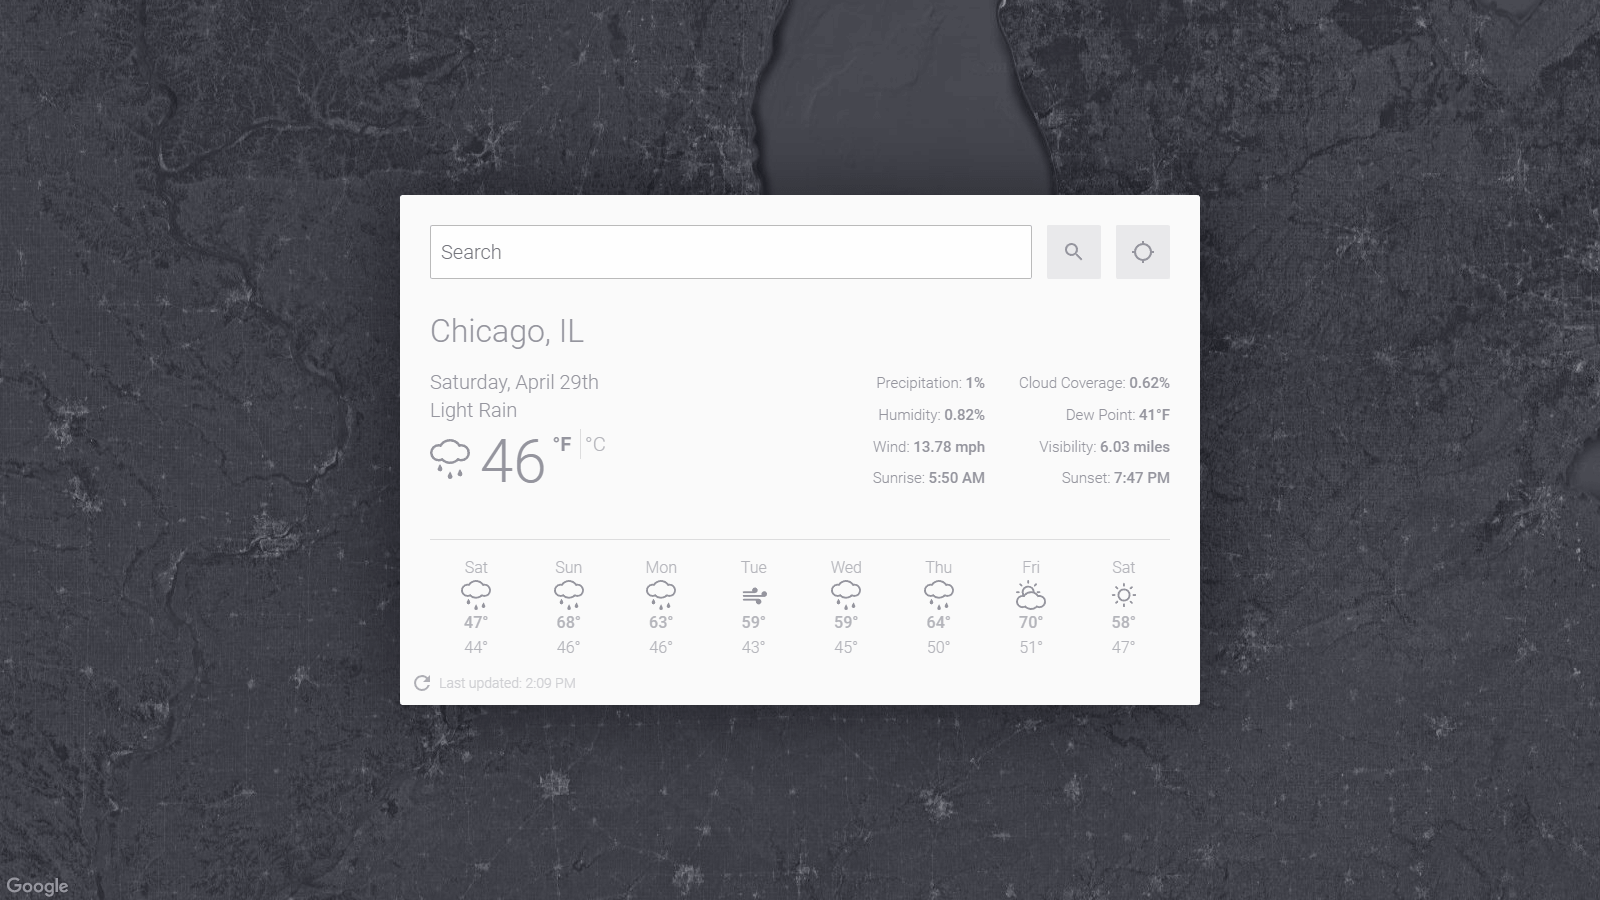 Search
Chicago, IL
Saturday, April 29th
Light Rain
46 °F °C
Precipitation: 1%
Humidity: 0.82%
Wind: 13.78 mph
Sunrise: 5:50 AM
Cloud Coverage: 0.62%
Dew Point: 41°F
Visibility: 6.03 miles
Sunset: 7:47 PM
Sat Sun Mon Tue Wed Thu Fri Sat
47° 68° 63° 59° 59° 64° 70° 58°
44° 46° 46° 43° 45° 50° 51° 47°
Last updated: 2:09 PM
Google